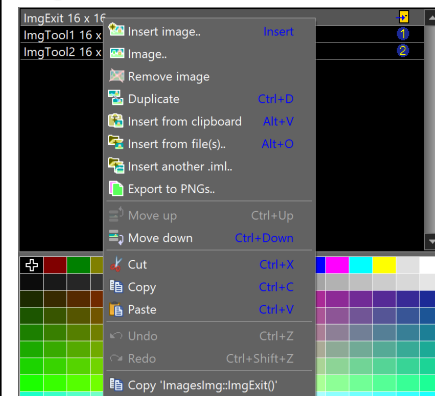 ImgExit 16 x 16
ImgTool1 16 x
1
ImgTool2 16 x
2
Insert image.. Insert
Image..
Remove image
Duplicate Ctrl+D
Insert from clipboard Alt+V
Insert from file(s).. Alt+O
Insert another .iml..
Export to PNGs..
Move up Ctrl+Up
Move down Ctrl+Down
Cut Ctrl+X
Copy Ctrl+C
Paste Ctrl+V
Undo Ctrl+Z
Redo Ctrl+Shift+Z
Copy 'ImagesImg::ImgExit()'